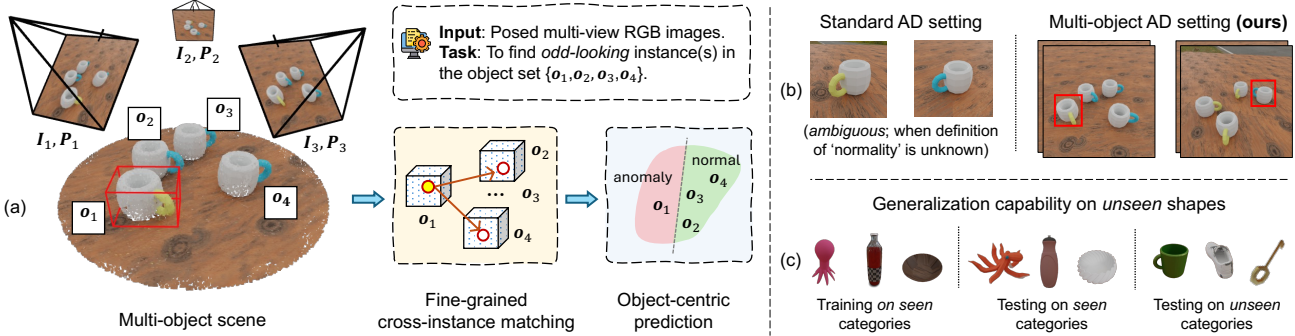 (a)
I₂, P₂
I₁, P₁
I₃, P₃
o₂
o₃
o₁
o₄
Multi-object scene
Input: Posed multi-view RGB images.
Task: To find odd-looking instance(s) in
the object set {o₁,o₂,o₃,o₄}.
o₁
o₂
...
o₃
o₄
Fine-grained
cross-instance matching
anomaly
normal
o₁
o₄
o₃
o₂
Object-centric
prediction
(b)
Standard AD setting
(ambiguous; when definition
of ‘normality’ is unknown)
Multi-object AD setting (ours)
Generalization capability on unseen shapes
(c)
Training on seen
categories
Testing on seen
categories
Testing on unseen
categories